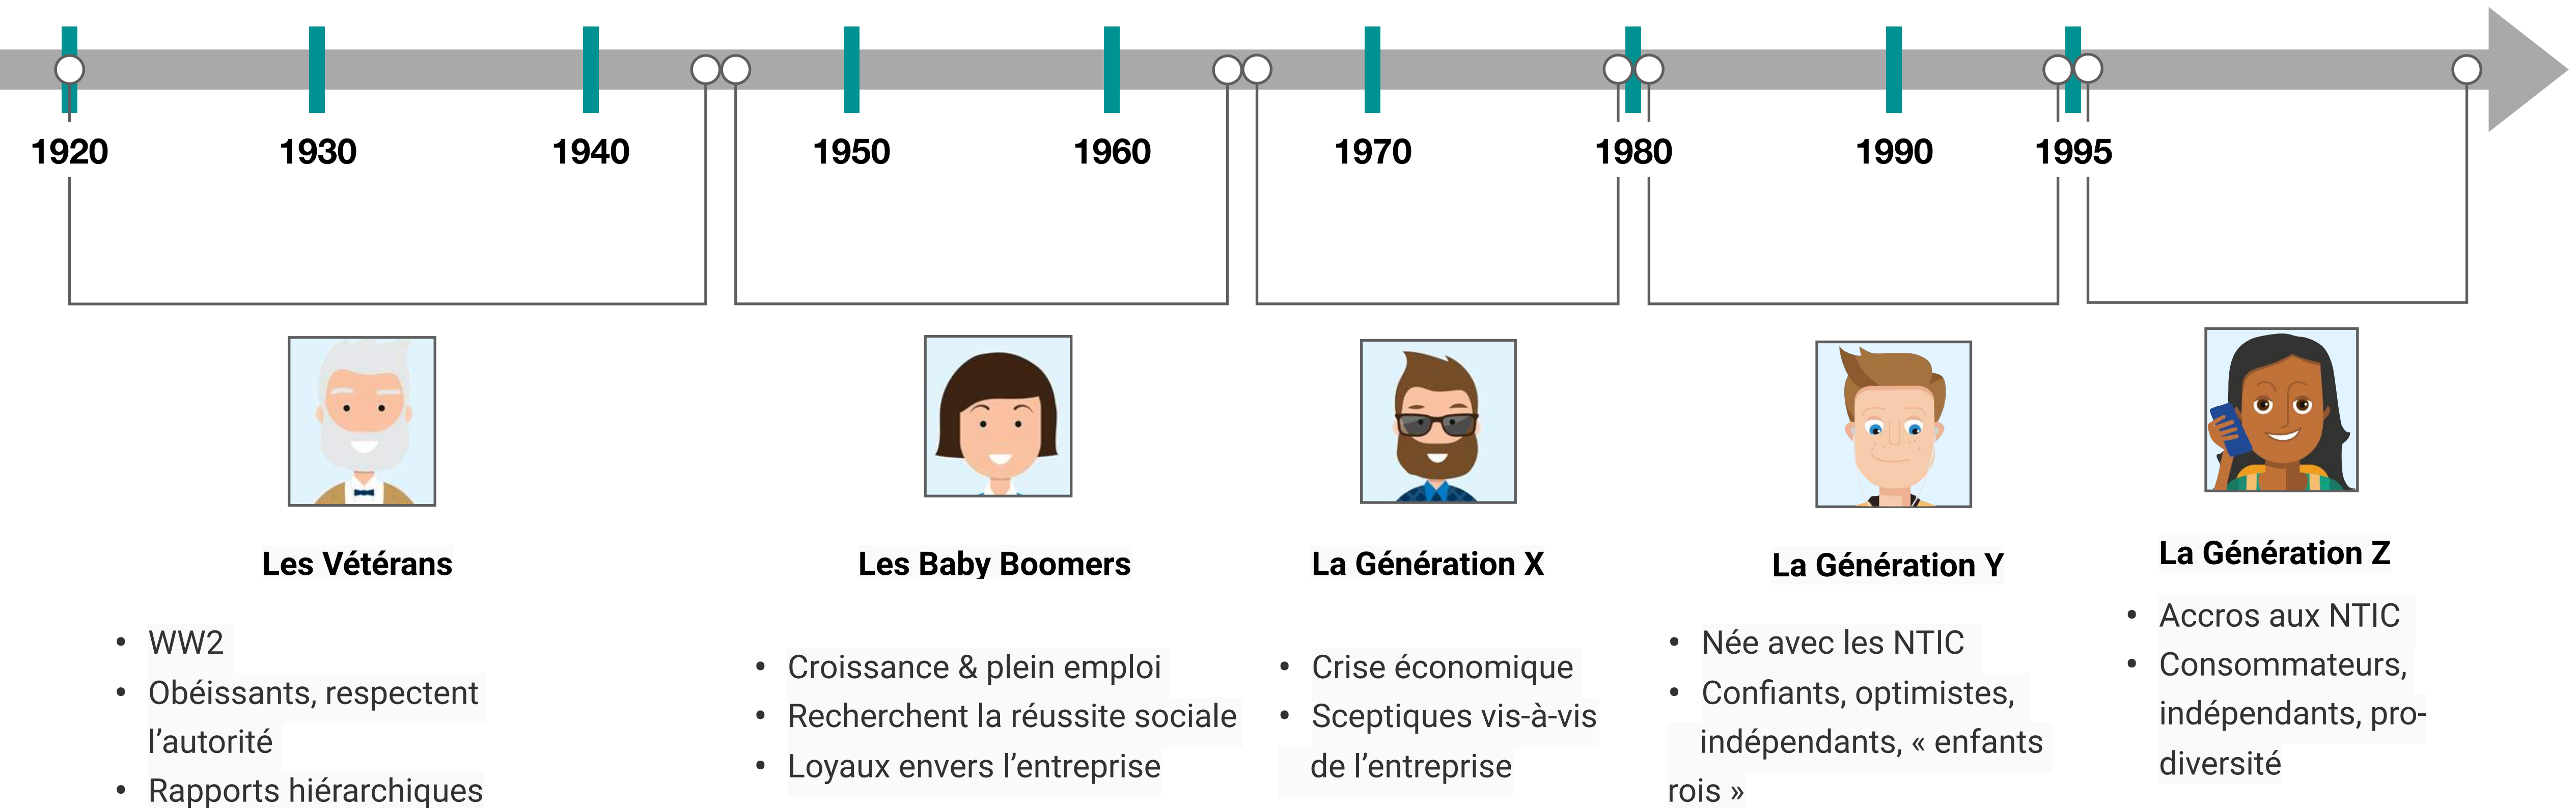 1920 1930 1940 1950 1960 1970 1980 1990 1995
Les Vétérans
• WW2
• Obéissants, respectent
l’autorité
• Rapports hiérarchiques
Les Baby Boomers
• Croissance & plein emploi
• Recherchent la réussite sociale
• Loyaux envers l’entreprise
La Génération X
• Crise économique
• Sceptiques vis-à-vis
de l’entreprise
La Génération Y
• Née avec les NTIC
• Confiants, optimistes,
indépendants, « enfants
rois »
La Génération Z
• Accros aux NTIC
• Consommateurs,
indépendants, pro-
diversité